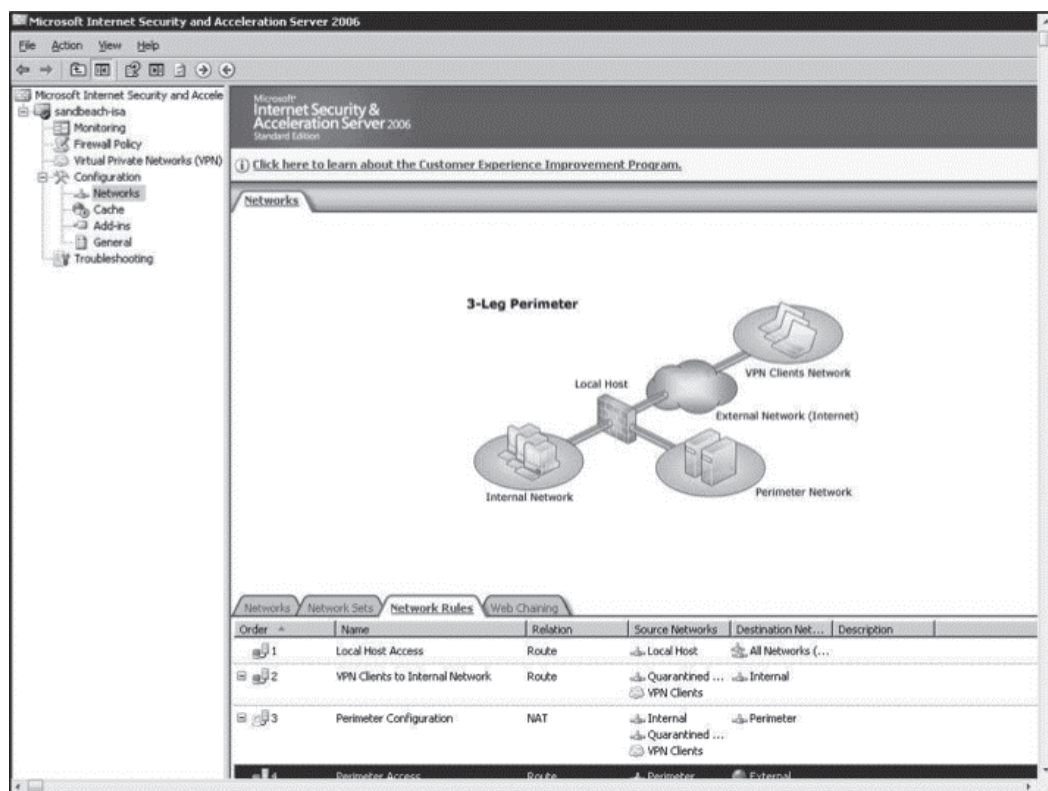 Microsoft Internet Security and Acceleration Server 2006
File Action View Help
Microsoft Internet Security and Accele
sandbeach-isa
Monitoring
Firewall Policy
Virtual Private Networks (VPN)
Configuration
Networks
Cache
Add-ins
General
Troubleshooting
Microsoft
Internet Security &
Acceleration Server 2006
Standard Edition
Click here to learn about the Customer Experience Improvement Program.
Networks
3-Leg Perimeter
VPN Clients Network
Local Host
External Network (Internet)
Internal Network
Perimeter Network
Networks Network Sets Network Rules Web Chaining
Order Name Relation Source Networks Destination Net... Description
1 Local Host Access Route Local Host All Networks (...
2 VPN Clients to Internal Network Route Quarantined ... Internal
VPN Clients
3 Perimeter Configuration NAT Internal Perimeter
Quarantined ...
VPN Clients
4 Perimeter Access Route Perimeter External